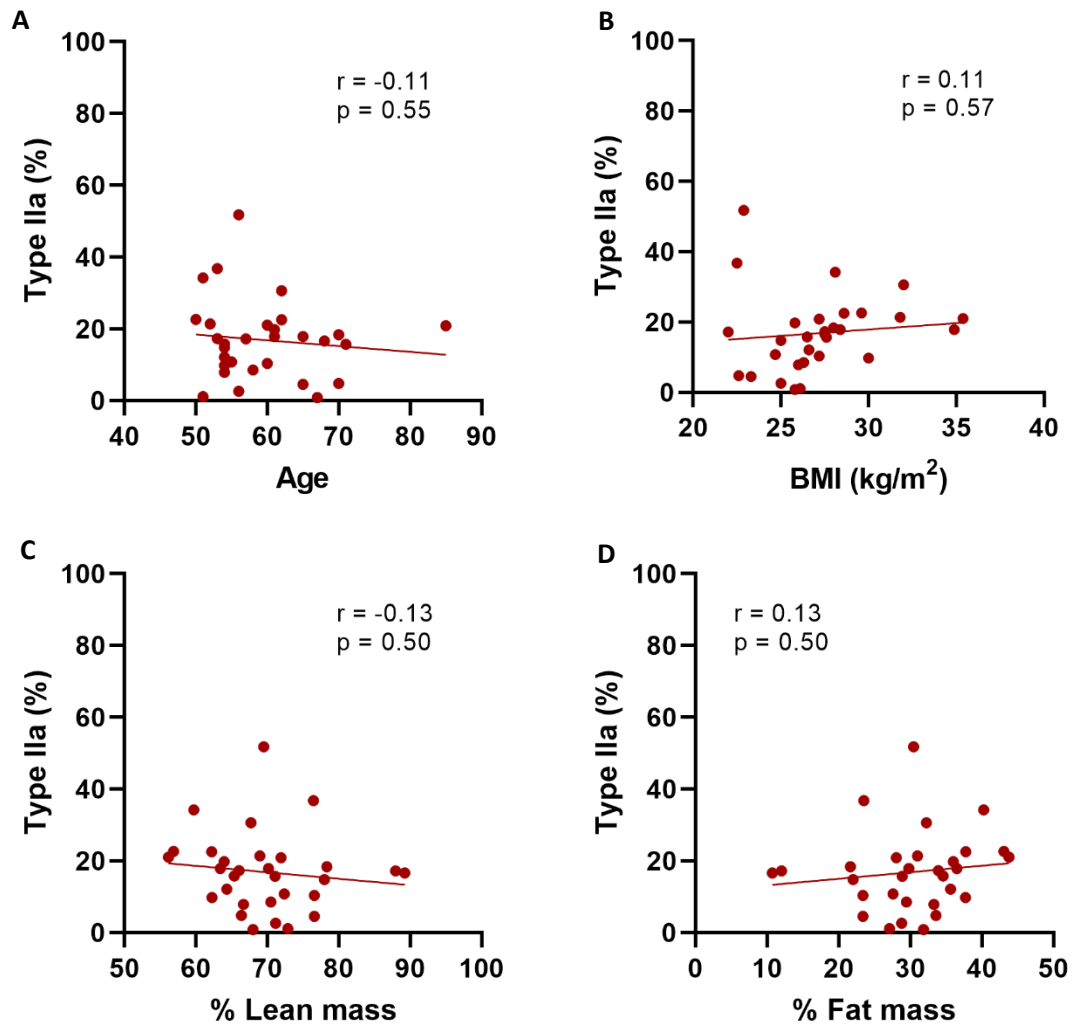 A
100
80
60
40
20
0
Type IIa (%)
r = -0.11
p = 0.55
40 50 60 70 80 90
Age
B
100
80
60
40
20
0
Type IIa (%)
r = 0.11
p = 0.57
20 25 30 35 40
BMI (kg/m²)
C
100
80
60
40
20
0
Type IIa (%)
r = -0.13
p = 0.50
50 60 70 80 90 100
% Lean mass
D
100
80
60
40
20
0
Type IIa (%)
r = 0.13
p = 0.50
0 10 20 30 40 50
% Fat mass